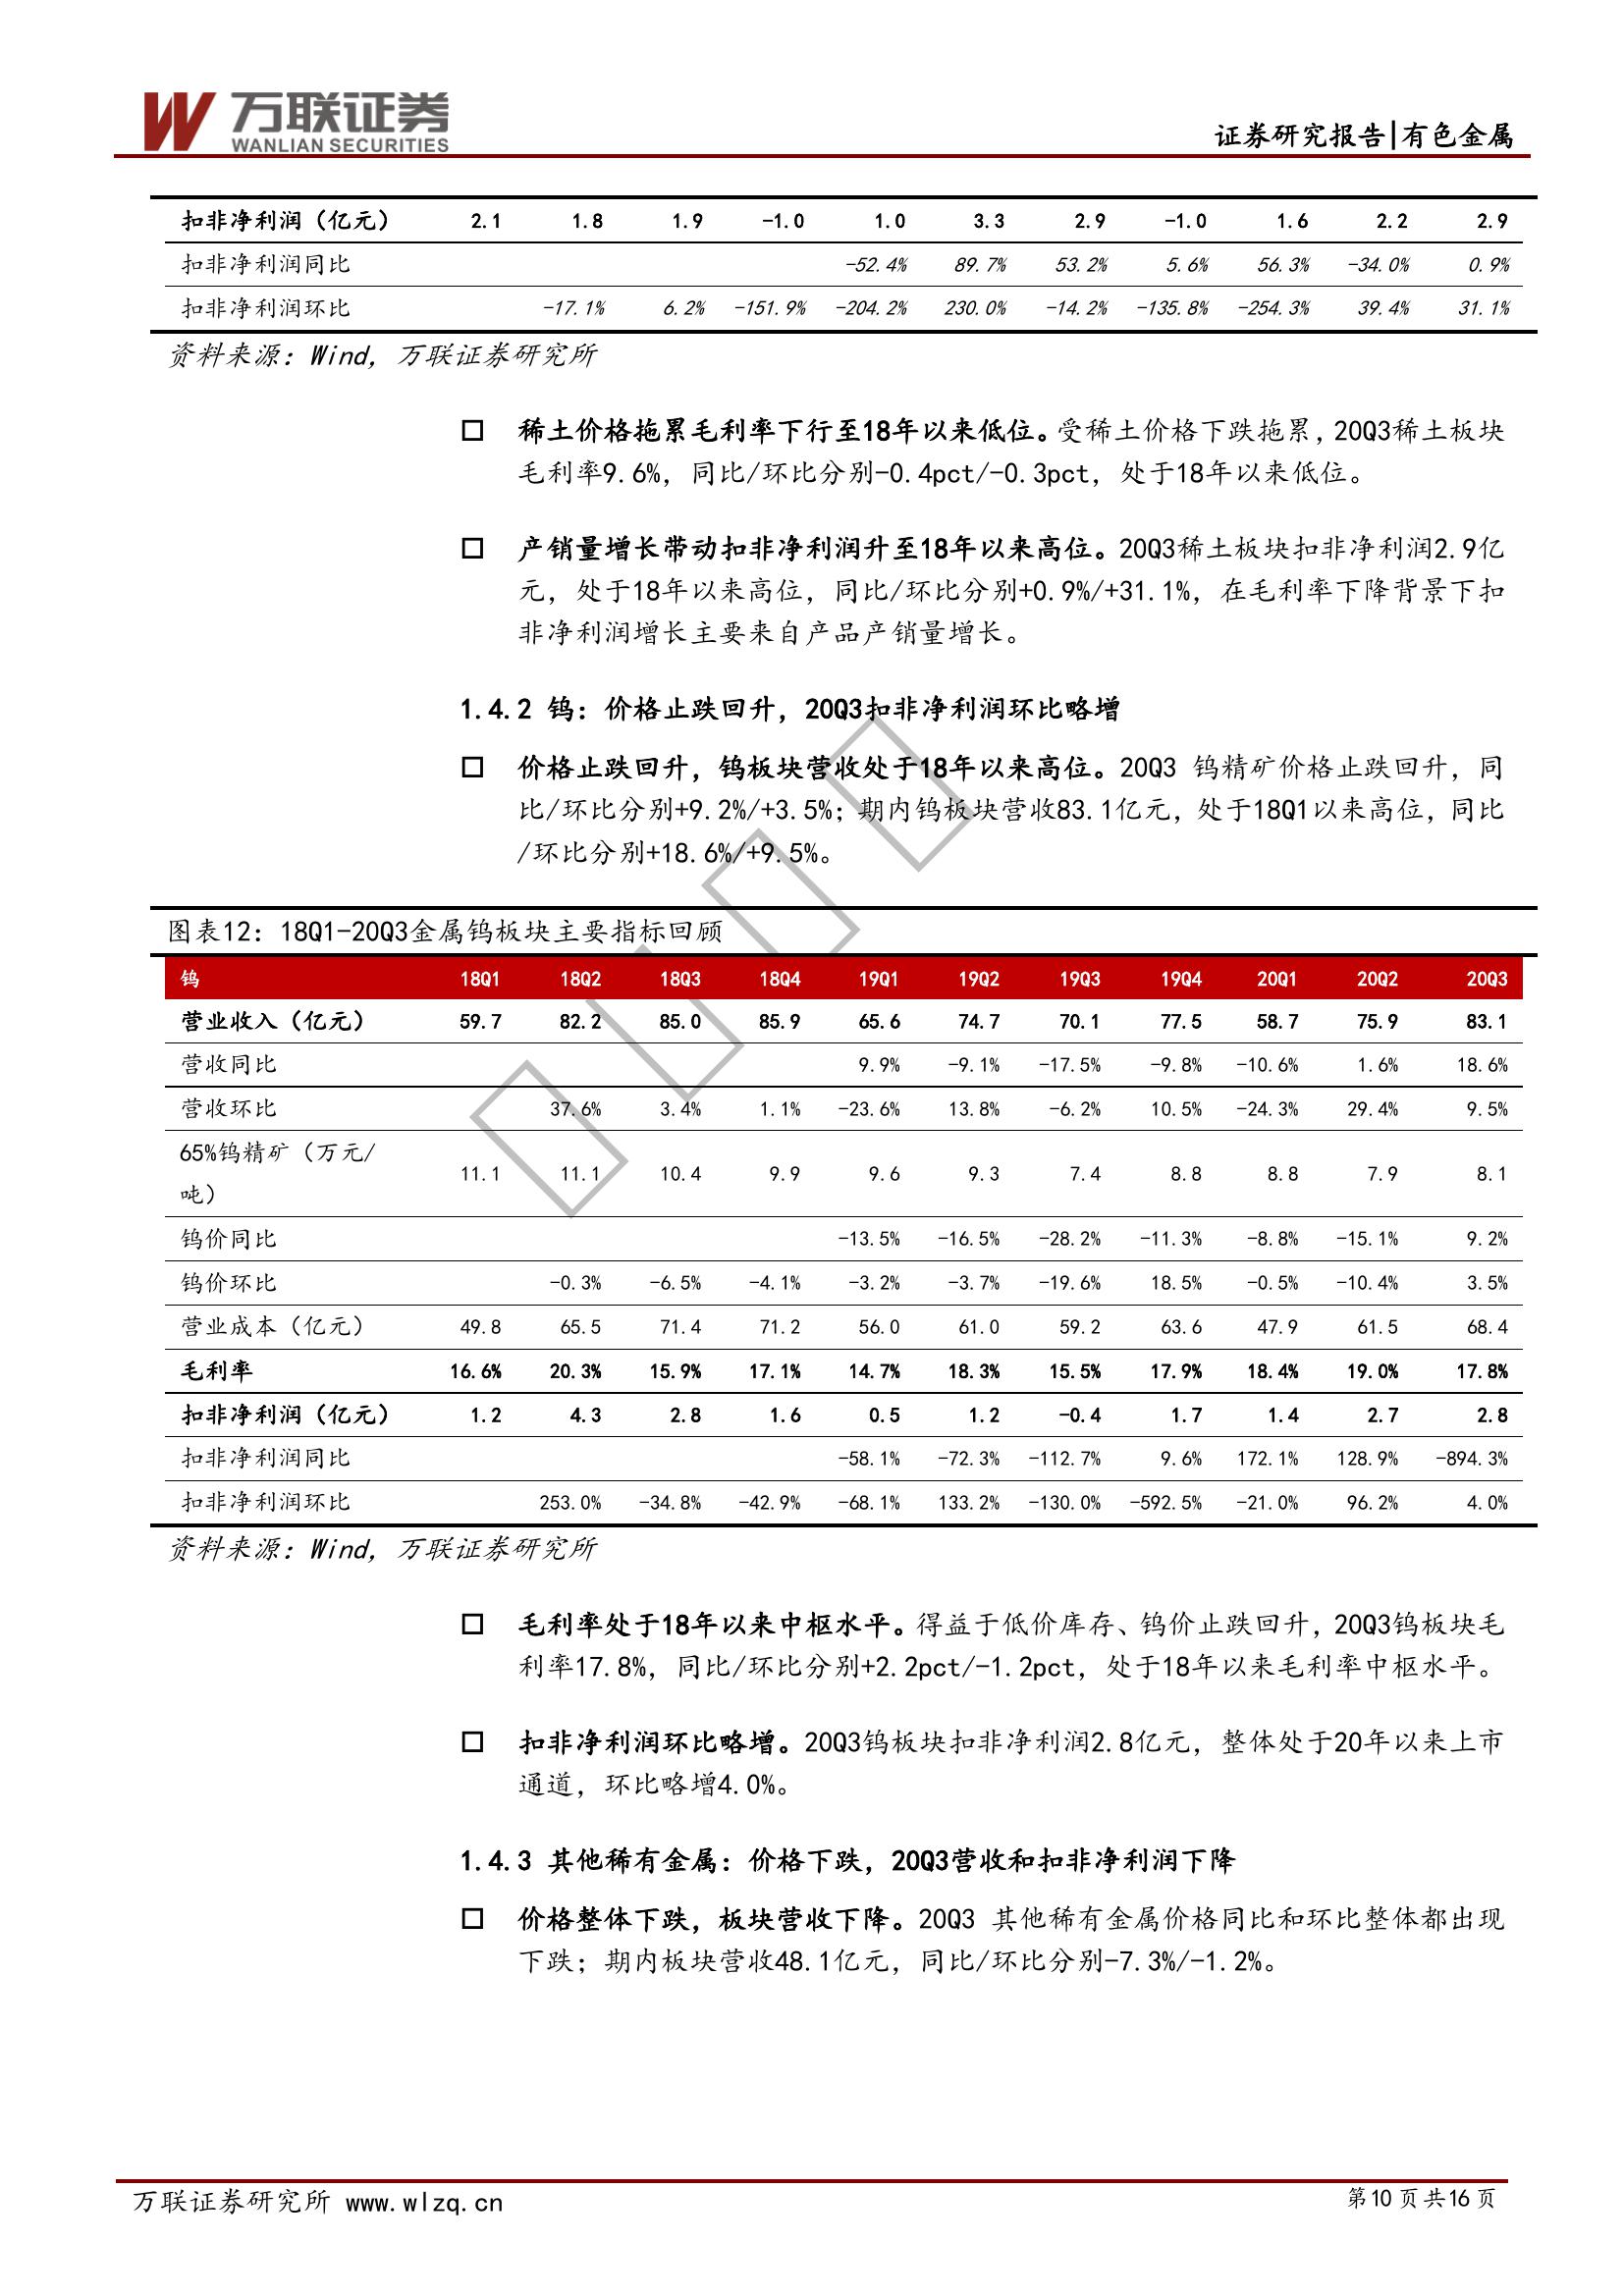 万联证券
WANLIAN SECURITIES
证券研究报告|有色金属
扣非净利润（亿元） 2.1 1.8 1.9 -1.0 1.0 3.3 2.9 -1.0 1.6 2.2 2.9
扣非净利润同比 -52.4% 89.7% 53.2% 5.6% 56.3% -34.0% 0.9%
扣非净利润环比 -17.1% 6.2% -151.9% -204.2% 230.0% -14.2% -135.8% -254.3% 39.4% 31.1%
资料来源：Wind，万联证券研究所
□ 稀土价格拖累毛利率下行至18年以来低位。受稀土价格下跌拖累，20Q3稀土板块
毛利率9.6%，同比/环比分别-0.4pct/-0.3pct，处于18年以来低位。
□ 产销量增长带动扣非净利润升至18年以来高位。20Q3稀土板块扣非净利润2.9亿
元，处于18年以来高位，同比/环比分别+0.9%/+31.1%，在毛利率下降背景下扣
非净利润增长主要来自产品产销量增长。
1.4.2 钨：价格止跌回升，20Q3扣非净利润环比略增
□ 价格止跌回升，钨板块营收处于18年以来高位。20Q3 钨精矿价格止跌回升，同
比/环比分别+9.2%/+3.5%；期内钨板块营收83.1亿元，处于18Q1以来高位，同比
/环比分别+18.6%/+9.5%。
图表12：18Q1-20Q3金属钨板块主要指标回顾
钨 18Q1 18Q2 18Q3 18Q4 19Q1 19Q2 19Q3 19Q4 20Q1 20Q2 20Q3
营业收入（亿元） 59.7 82.2 85.0 85.9 65.6 74.7 70.1 77.5 58.7 75.9 83.1
营收同比 9.9% -9.1% -17.5% -9.8% -10.6% 1.6% 18.6%
营收环比 37.6% 3.4% 1.1% -23.6% 13.8% -6.2% 10.5% -24.3% 29.4% 9.5%
65%钨精矿（万元/
吨） 11.1 11.1 10.4 9.9 9.6 9.3 7.4 8.8 8.8 7.9 8.1
钨价同比 -13.5% -16.5% -28.2% -11.3% -8.8% -15.1% 9.2%
钨价环比 -0.3% -6.5% -4.1% -3.2% -3.7% -19.6% 18.5% -0.5% -10.4% 3.5%
营业成本（亿元） 49.8 65.5 71.4 71.2 56.0 61.0 59.2 63.6 47.9 61.5 68.4
毛利率 16.6% 20.3% 15.9% 17.1% 14.7% 18.3% 15.5% 17.9% 18.4% 19.0% 17.8%
扣非净利润（亿元） 1.2 4.3 2.8 1.6 0.5 1.2 -0.4 1.7 1.4 2.7 2.8
扣非净利润同比 -58.1% -72.3% -112.7% 9.6% 172.1% 128.9% -894.3%
扣非净利润环比 253.0% -34.8% -42.9% -68.1% 133.2% -130.0% -592.5% -21.0% 96.2% 4.0%
资料来源：Wind，万联证券研究所
□ 毛利率处于18年以来中枢水平。得益于低价库存、钨价止跌回升，20Q3钨板块毛
利率17.8%，同比/环比分别+2.2pct/-1.2pct，处于18年以来毛利率中枢水平。
□ 扣非净利润环比略增。20Q3钨板块扣非净利润2.8亿元，整体处于20年以来上市
通道，环比略增4.0%。
1.4.3 其他稀有金属：价格下跌，20Q3营收和扣非净利润下降
□ 价格整体下跌，板块营收下降。20Q3 其他稀有金属价格同比和环比整体都出现
下跌；期内板块营收48.1亿元，同比/环比分别-7.3%/-1.2%。
万联证券研究所 www.wlzq.cn
第10页共16页